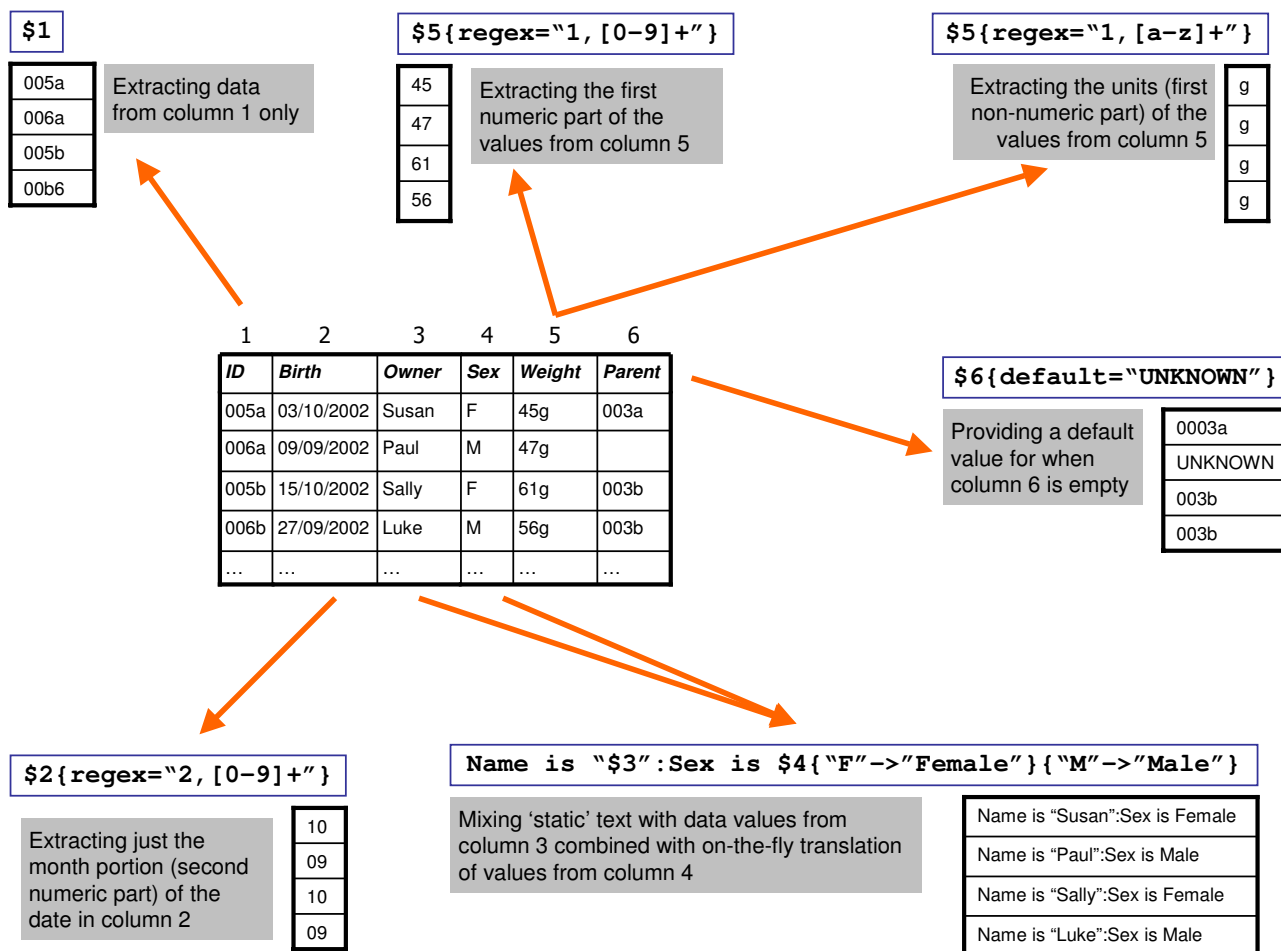 $1
005a
006a
005b
00b6
Extracting data
from column 1 only
$5{regex=“1,[0–9]+”}
45
47
61
56
Extracting the first
numeric part of the
values from column 5
$5{regex=“1,[a–z]+”}
Extracting the units (first
non-numeric part) of the
values from column 5
g
g
g
g
1 2 3 4 5 6
ID Birth Owner Sex Weight Parent
005a 03/10/2002 Susan F 45g 003a
006a 09/09/2002 Paul M 47g
005b 15/10/2002 Sally F 61g 003b
006b 27/09/2002 Luke M 56g 003b
… … … … … …
$6{default=“UNKNOWN”}
Providing a default
value for when
column 6 is empty
0003a
UNKNOWN
003b
003b
$2{regex=“2,[0–9]+”}
Extracting just the
month portion (second
numeric part) of the
date in column 2
10
09
10
09
Name is “$3”:Sex is $4{“F”–>”Female”}{“M”–>”Male”}
Mixing ‘static’ text with data values from
column 3 combined with on-the-fly translation
of values from column 4
Name is “Susan”:Sex is Female
Name is “Paul”:Sex is Male
Name is “Sally”:Sex is Female
Name is “Luke”:Sex is Male